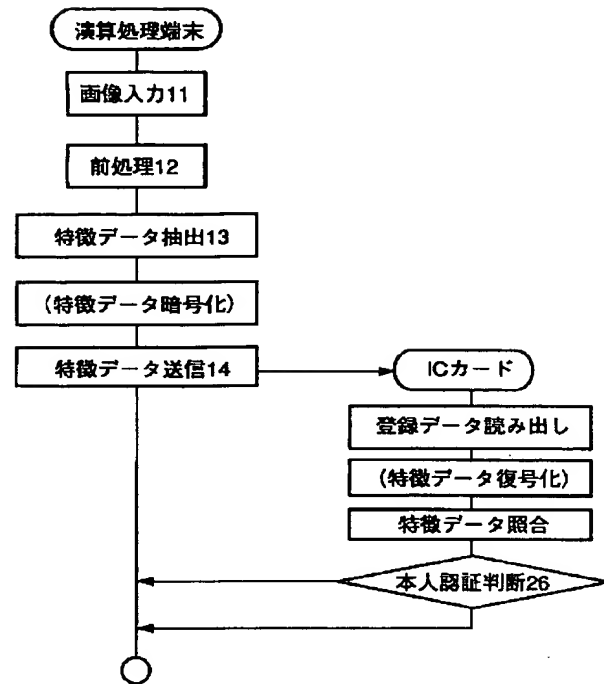 演算処理端末
画像入力11
前処理12
特徴データ抽出13
(特徴データ暗号化)
特徴データ送信14
ICカード
登録データ読み出し
(特徴データ復号化)
特徴データ照合
本人認証判断26